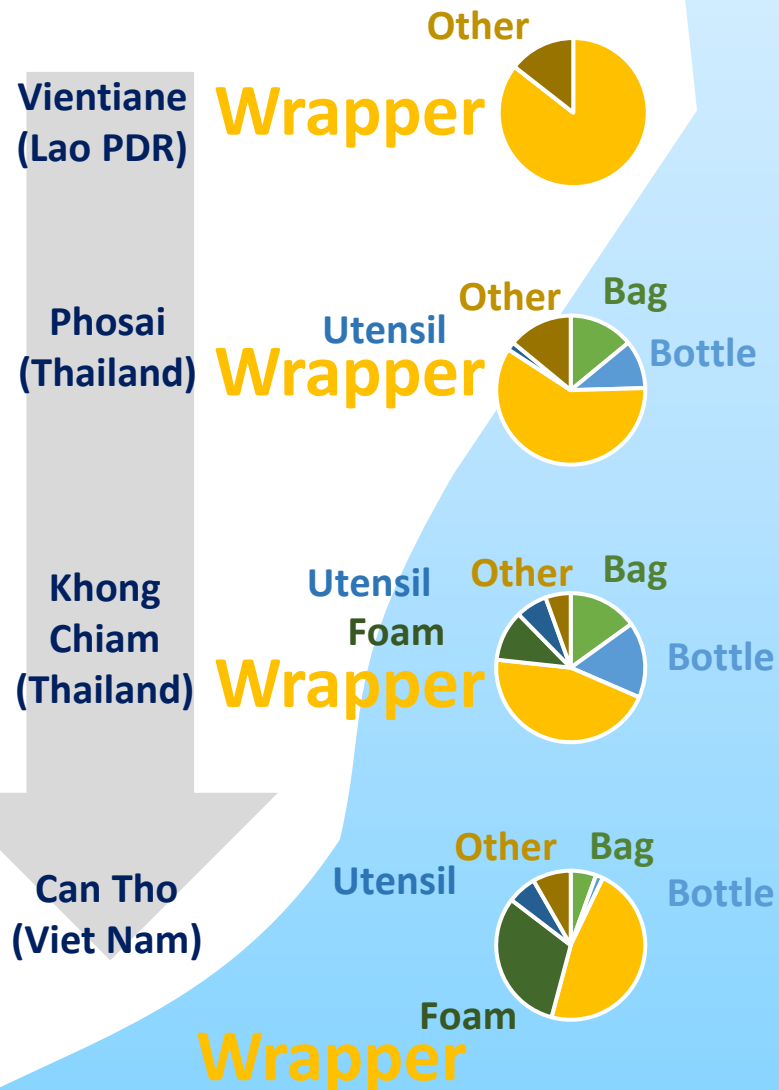 Other
Vientiane
(Lao PDR)
Wrapper
Other
Bag
Phosai
(Thailand)
Utensil
Wrapper
Bottle
Khong
Chiam
(Thailand)
Utensil
Other
Bag
Foam
Wrapper
Bottle
Can Tho
(Viet Nam)
Other
Bag
Utensil
Bottle
Foam
Wrapper